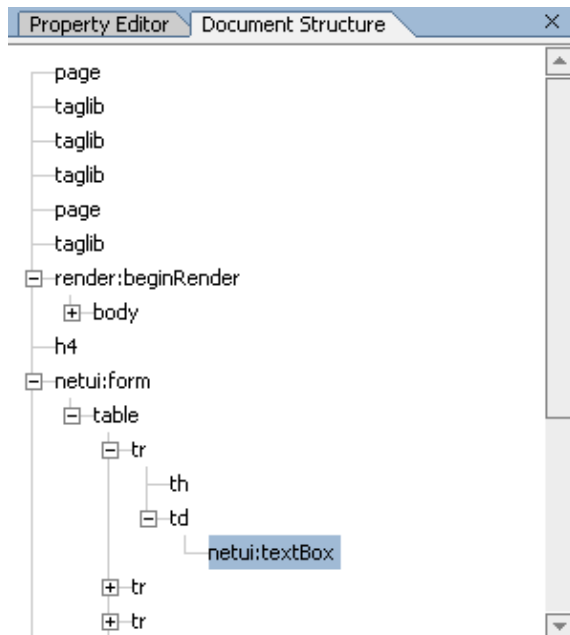 Property Editor Document Structure
page
taglib
taglib
taglib
page
taglib
render:beginRender
body
h4
netui:form
table
tr
th
td
netui:textBox
tr
tr